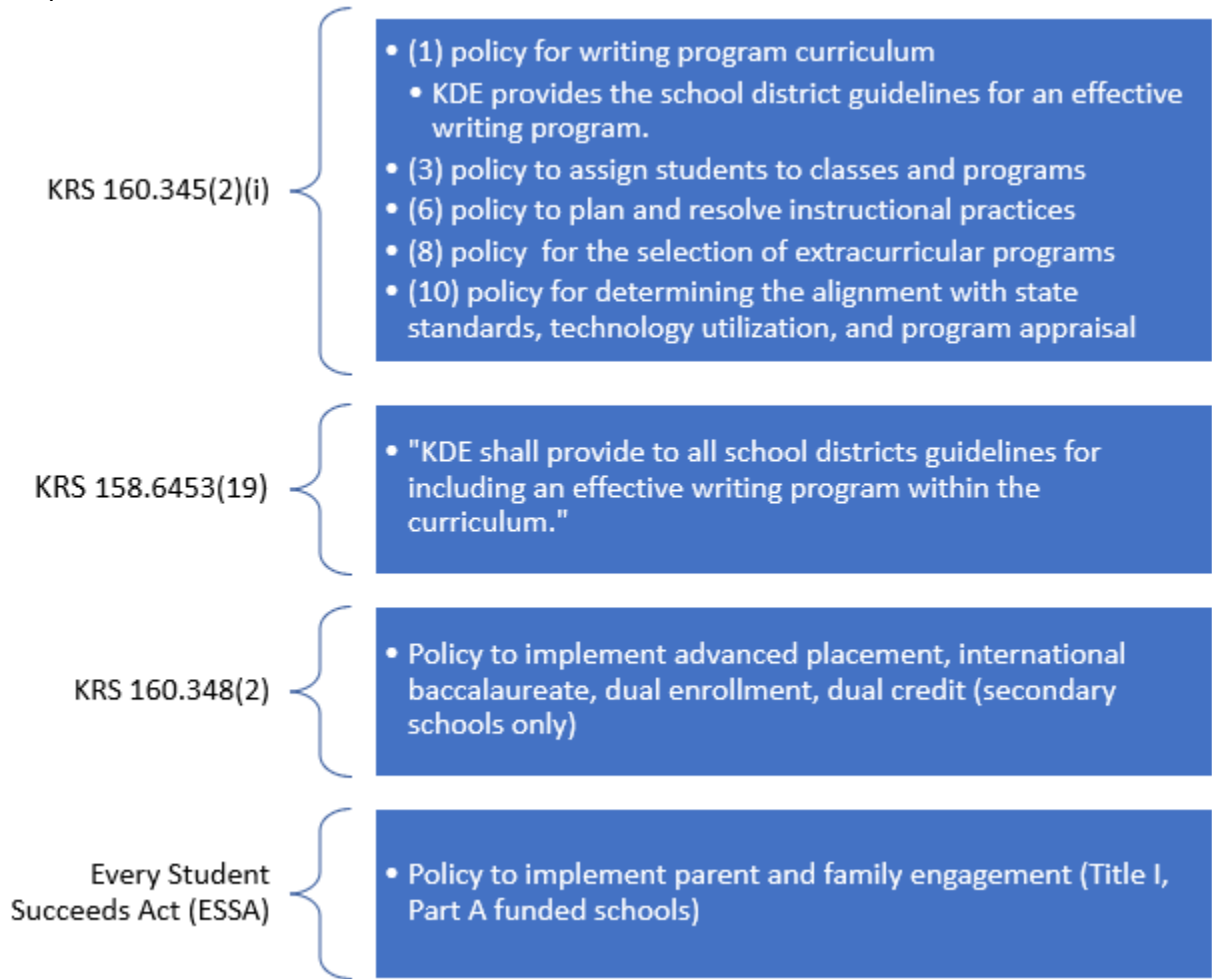 KRS 160.345(2)(i)
• (1) policy for writing program curriculum
• KDE provides the school district guidelines for an effective
writing program.
• (3) policy to assign students to classes and programs
• (6) policy to plan and resolve instructional practices
• (8) policy  for the selection of extracurricular programs
• (10) policy for determining the alignment with state
standards, technology utilization, and program appraisal
KRS 158.6453(19)
• "KDE shall provide to all school districts guidelines for
including an effective writing program within the
curriculum."
KRS 160.348(2)
• Policy to implement advanced placement, international
baccalaureate, dual enrollment, dual credit (secondary
schools only)
Every Student
Succeeds Act (ESSA)
• Policy to implement parent and family engagement (Title I,
Part A funded schools)